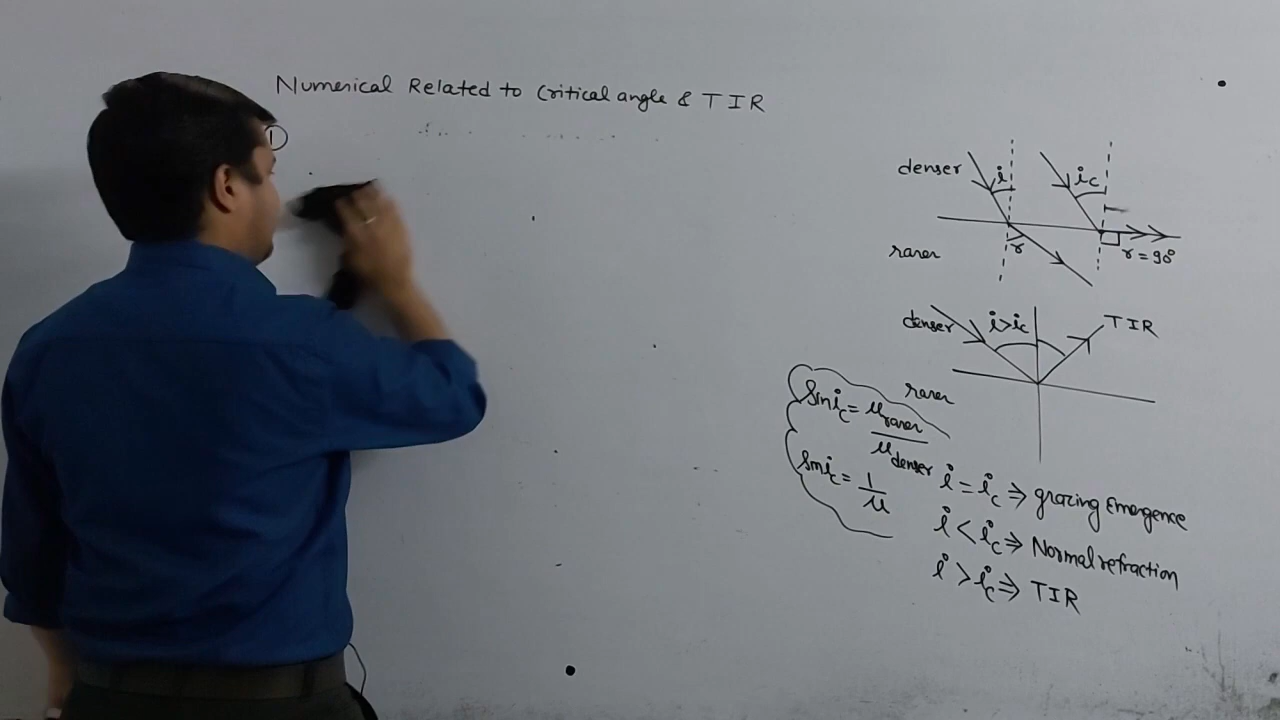 Numerical Related to Critical angle & TIR
①
denser i ic
rarer r r = 90°
denser i>ic TIR
rarer
Sin ic = μrarer / μdenser
Sin ic = 1/μ
i = ic ⇒ grazing Emergence
i < ic ⇒ Normal refraction
i > ic ⇒ TIR